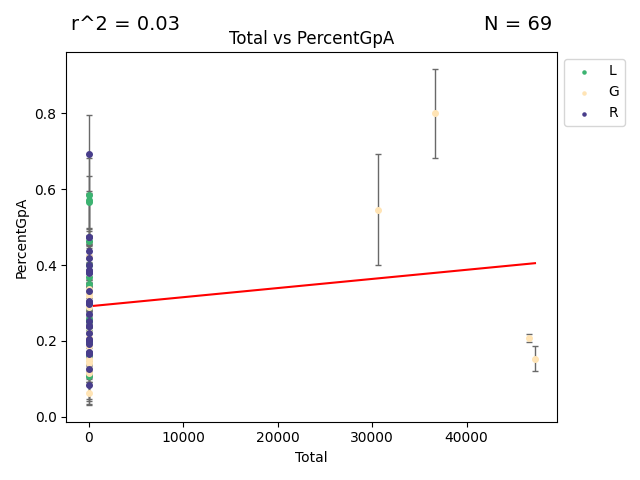 r^2 = 0.03
N = 69
Total vs PercentGpA
L
G
R
PercentGpA
0.8
0.6
0.4
0.2
0.0
0
10000
20000
30000
40000
Total